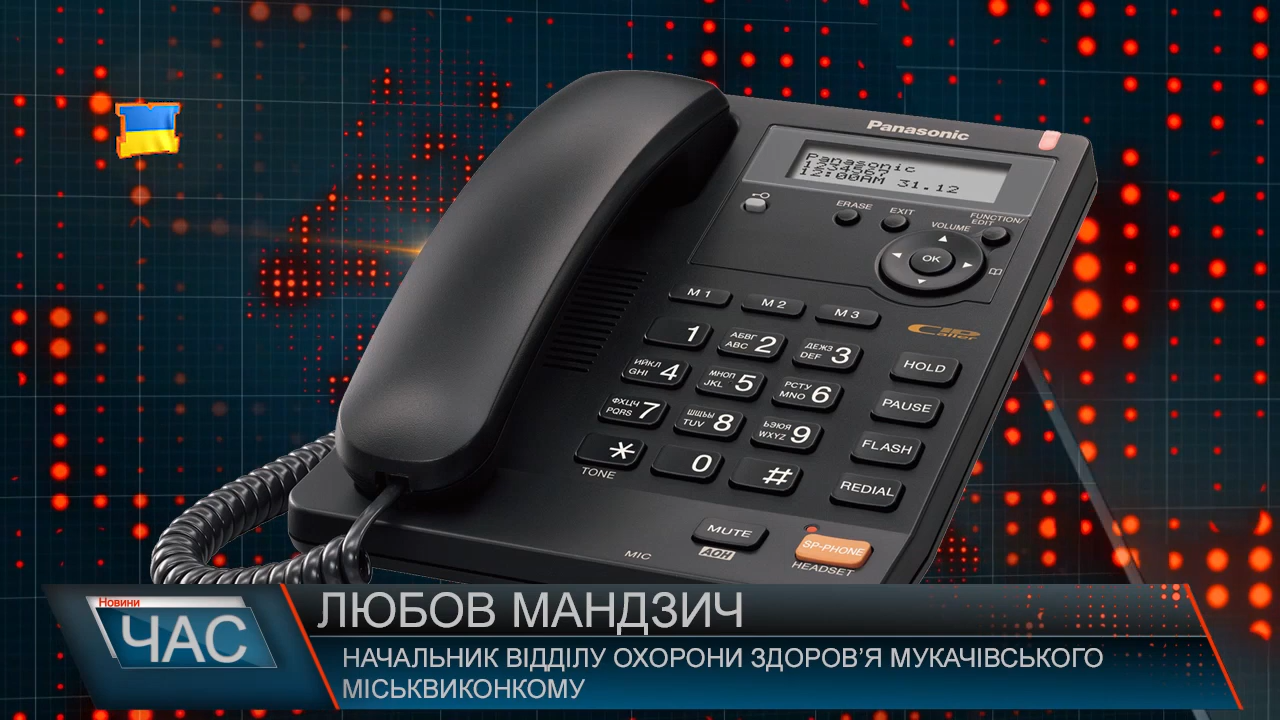 Panasonic
Panasonic
1234567
12:00AM 31.12
ERASE
EXIT
VOLUME
FUNCTION/
EDIT
OK
M 1
M 2
M 3
1
АБВГ
ABC 2
ДЕЖЗ
DEF 3
ИЙКЛ
GHI 4
МНОП
JKL 5
РСТУ
MNO 6
ФХЦЧ
PQRS 7
ШЩЬЫ
TUV 8
ЬЭЮЯ
WXYZ 9
*
TONE
0
#
Caller
HOLD
PAUSE
FLASH
REDIAL
MUTE
АОН
MIC
SP-PHONE
HEADSET
Новини
ЧАС
ЛЮБОВ МАНДЗИЧ
НАЧАЛЬНИК ВІДДІЛУ ОХОРОНИ ЗДОРОВ’Я МУКАЧІВСЬКОГО
МІСЬКВИКОНКОМУ